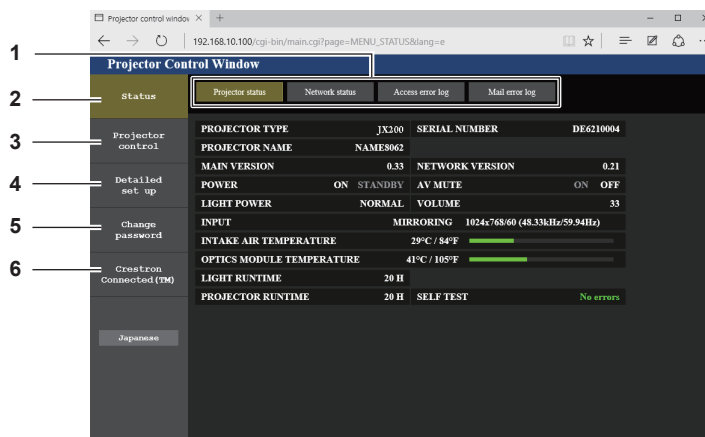 Projector control window
192.168.10.100/cgi-bin/main.cgi?page=MENU_STATUS&lang=e
1
Projector Control Window
2
Status
Projector status Network status Access error log Mail error log
3
Projector control
4
Detailed set up
5
Change password
6
Crestron Connected(TM)
Japanese
PROJECTOR TYPE JX200 SERIAL NUMBER DE6210004
PROJECTOR NAME NAME8062
MAIN VERSION 0.33 NETWORK VERSION 0.21
POWER ON STANDBY AV MUTE ON OFF
LIGHT POWER NORMAL VOLUME 33
INPUT MIRRORING 1024x768/60 (48.33kHz/59.94Hz)
INTAKE AIR TEMPERATURE 29°C / 84°F
OPTICS MODULE TEMPERATURE 41°C / 105°F
LIGHT RUNTIME 20 H
PROJECTOR RUNTIME 20 H SELF TEST No errors